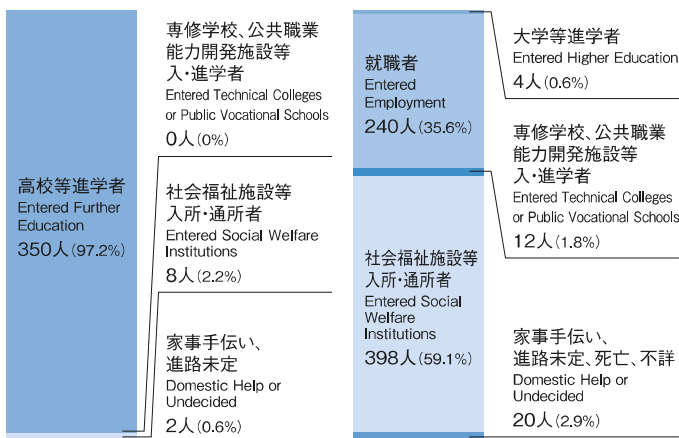 高校等進学者
Entered Further
Education
350人(97.2%)
専修学校、公共職業
能力開発施設等
入・進学者
Entered Technical Colleges
or Public Vocational Schools
0人(0%)
社会福祉施設等
入所・通所者
Entered Social Welfare
Institutions
8人(2.2%)
家事手伝い、
進路未定
Domestic Help or
Undecided
2人(0.6%)
就職者
Entered
Employment
240人(35.6%)
社会福祉施設等
入所・通所者
Entered Social
Welfare
Institutions
398人(59.1%)
大学等進学者
Entered Higher Education
4人(0.6%)
専修学校、公共職業
能力開発施設等
入・進学者
Entered Technical Colleges
or Public Vocational Schools
12人(1.8%)
家事手伝い、
進路未定、死亡、不詳
Domestic Help or
Undecided
20人(2.9%)